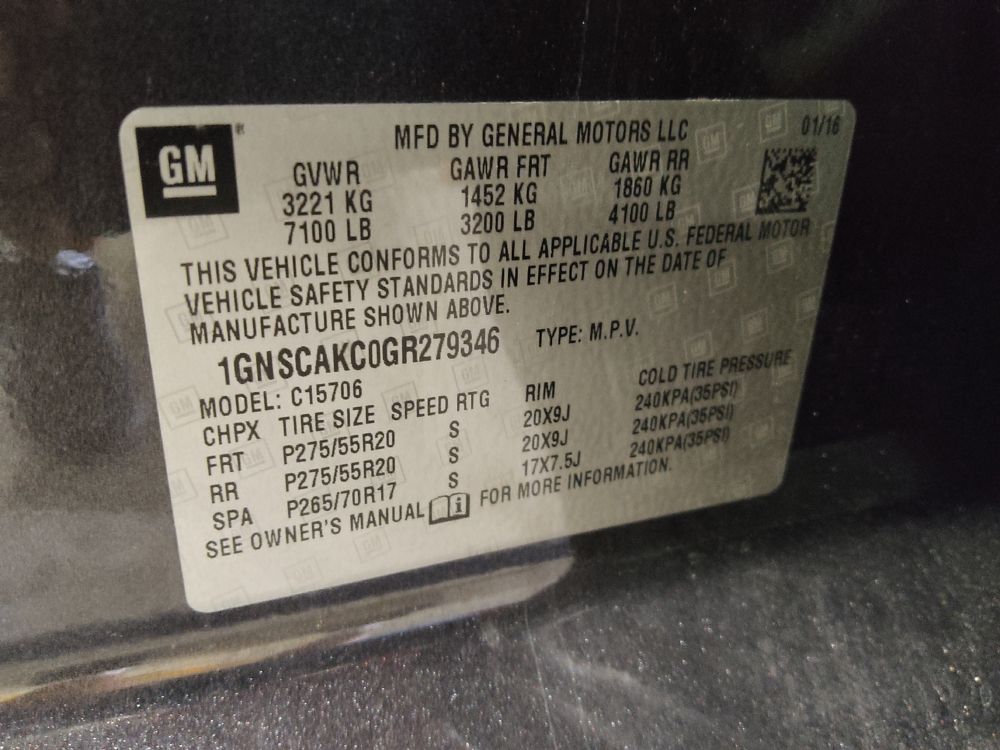 GM® MFD BY GENERAL MOTORS LLC 01/16
GVWR GAWR FRT GAWR RR
3221 KG 1452 KG 1860 KG
7100 LB 3200 LB 4100 LB
THIS VEHICLE CONFORMS TO ALL APPLICABLE U.S. FEDERAL MOTOR
VEHICLE SAFETY STANDARDS IN EFFECT ON THE DATE OF
MANUFACTURE SHOWN ABOVE.
1GNSCAKC0GR279346 TYPE: M.P.V.
MODEL: C15706
CHPX TIRE SIZE SPEED RTG RIM COLD TIRE PRESSURE
FRT P275/55R20 S 20X9J 240KPA(35PSI)
RR P275/55R20 S 20X9J 240KPA(35PSI)
SPA P265/70R17 S 17X7.5J 240KPA(35PSI)
SEE OWNER'S MANUAL i FOR MORE INFORMATION.